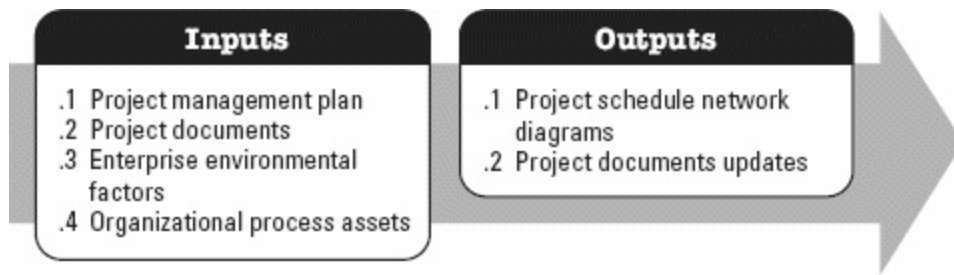 Inputs
.1 Project management plan
.2 Project documents
.3 Enterprise environmental
factors
.4 Organizational process assets
Outputs
.1 Project schedule network
diagrams
.2 Project documents updates